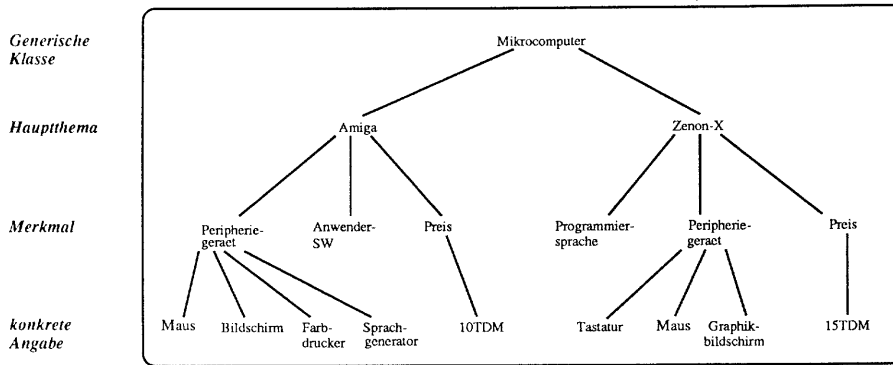 Generische
Klasse
Mikrocomputer
Hauptthema
Amiga
Zenon-X
Merkmal
Peripherie-
geraet
Anwender-
SW
Preis
Programmier-
sprache
Peripherie-
geraet
Preis
konkrete
Angabe
Maus
Bildschirm
Farb-
drucker
Sprach-
generator
10TDM
Tastatur
Maus
Graphik-
bildschirm
15TDM